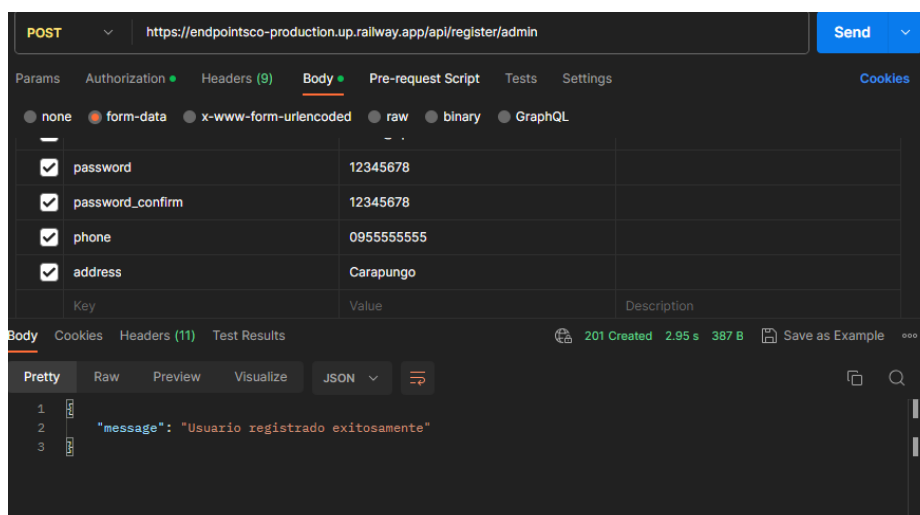 POST https://endpointsco-production.up.railway.app/api/register/admin Send
Params Authorization Headers (9) Body Pre-request Script Tests Settings Cookies
none form-data x-www-form-urlencoded raw binary GraphQL
password 12345678
password_confirm 12345678
phone 0955555555
address Carapungo
Key Value Description
Body Cookies Headers (11) Test Results 201 Created 2.95 s 387 B Save as Example
Pretty Raw Preview Visualize JSON
1 {
2 "message": "Usuario registrado exitosamente"
3 }